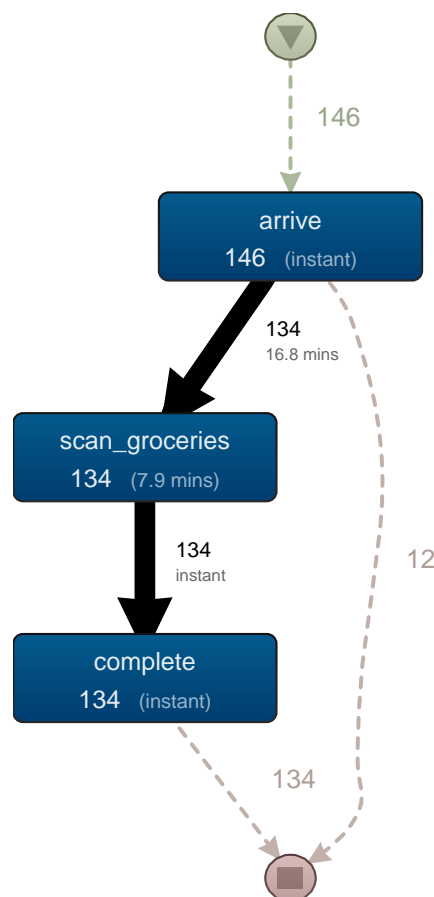 146
arrive
146 (instant)
134
16.8 mins
scan_groceries
134 (7.9 mins)
12
134
instant
complete
134 (instant)
134